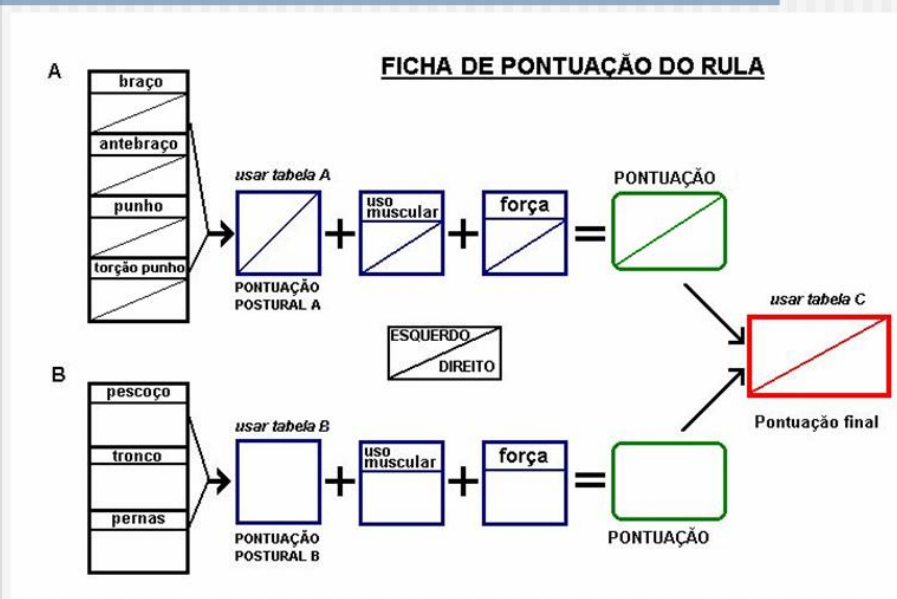 FICHA DE PONTUAÇÃO DO RULA
A
braço
antebraço
punho
torção punho
usar tabela A
PONTUAÇÃO
POSTURAL A
uso
muscular
força
PONTUAÇÃO
usar tabela C
Pontuação final
ESQUERDO
DIREITO
B
pescoço
tronco
pernas
usar tabela B
PONTUAÇÃO
POSTURAL B
uso
muscular
força
PONTUAÇÃO